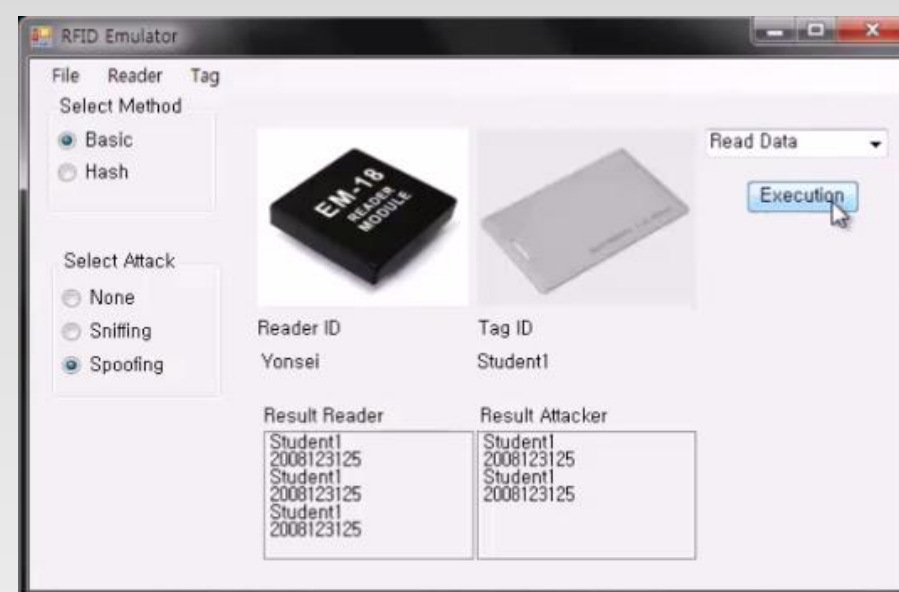 RFID Emulator
File Reader Tag
Select Method
Basic
Hash
Select Attack
None
Sniffing
Spoofing
EM-18
READER
MODULE
Read Data
Execution
Reader ID
Yonsei
Tag ID
Student1
Result Reader
Student1
2008123125
Student1
2008123125
Student1
2008123125
Result Attacker
Student1
2008123125
Student1
2008123125